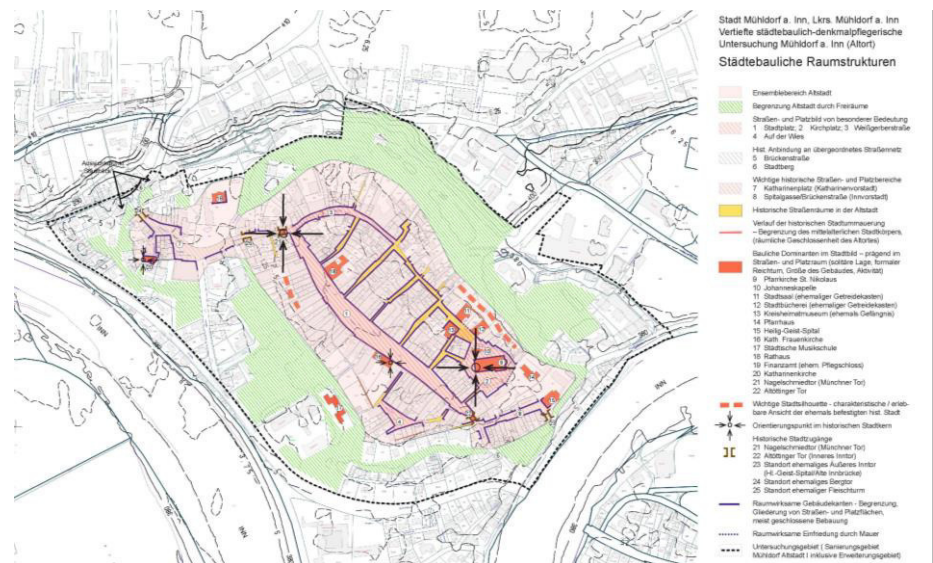 Stadt Mühldorf a. Inn, Lkrs. Mühldorf a. Inn
Vertiefte städtebaulich-denkmalpflegerische
Untersuchung Mühldorf a. Inn (Altort)
Städtebauliche Raumstrukturen
Ensemblebereich Altstadt
Begrenzung Altstadt durch Freiräume
Straßen- und Platzbild von besonderer Bedeutung
1 Stadtplatz; 2 Kirchplatz; 3 Weißgerberstraße
4 Auf der Wies
Hist. Anbindung an übergeordnetes Straßennetz
5 Brückenstraße
6 Stadtberg
Wichtige historische Straßen- und Platzbereiche
7 Katharinenplatz (Katharinenvorstadt)
8 Spitalgasse/Brückenstraße (Innvorstadt)
Historische Straßenräume in der Altstadt
Verlauf der historischen Stadtummauerung
– Begrenzung des mittelalterlichen Stadtkörpers,
(räumliche Geschlossenheit des Altortes)
Bauliche Dominanten im Stadtbild – prägend im
Straßen- und Platzraum (solitäre Lage, formaler
Reichtum, Größe des Gebäudes, Aktivität)
9 Pfarrkirche St. Nikolaus
10 Johanneskapelle
11 Stadtsaal (ehemaliger Getreidekasten)
12 Stadtbücherei (ehemaliger Getreidekasten)
13 Kreisheimatmuseum (ehemals Gefängnis)
14 Pfarrhaus
15 Heilig-Geist-Spital
16 Kath. Frauenkirche
17 Städtische Musikschule
18 Rathaus
19 Finanzamt (ehem. Pflegschloss)
20 Katharinenkirche
21 Nagelschmiedtor (Münchner Tor)
22 Altöttinger Tor
Wichtige Stadtsilhouette - charakteristische / erleb-
bare Ansicht der ehemals befestigten hist. Stadt
Orientierungspunkt im historischen Stadtkern
Historische Stadtzugänge
21 Nagelschmiedtor (Münchner Tor)
22 Altöttinger Tor (Inneres Inntor)
23 Standort ehemaliges Äußeres Inntor
(Hl.-Geist-Spital/Alte Innbrücke)
24 Standort ehemaliges Bergtor
25 Standort ehemaliger Fleischturm
Raumwirksame Gebäudekanten - Begrenzung,
Gliederung von Straßen- und Platzflächen,
meist geschlossene Bebauung
Raumwirksame Einfriedung durch Mauer
Untersuchungsgebiet ( Sanierungsgebiet
Mühldorf Altstadt I inklusive Erweiterungsgebiet)
INN
INN
INN